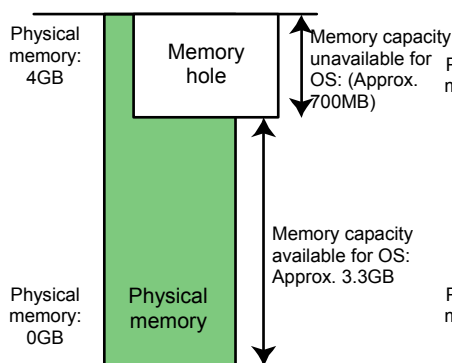 Physical
memory:
4GB
Memory
hole
Memory capacity
unavailable for
OS: (Approx.
700MB)
Memory capacity
available for OS:
Approx. 3.3GB
Physical
memory:
0GB
Physical
memory